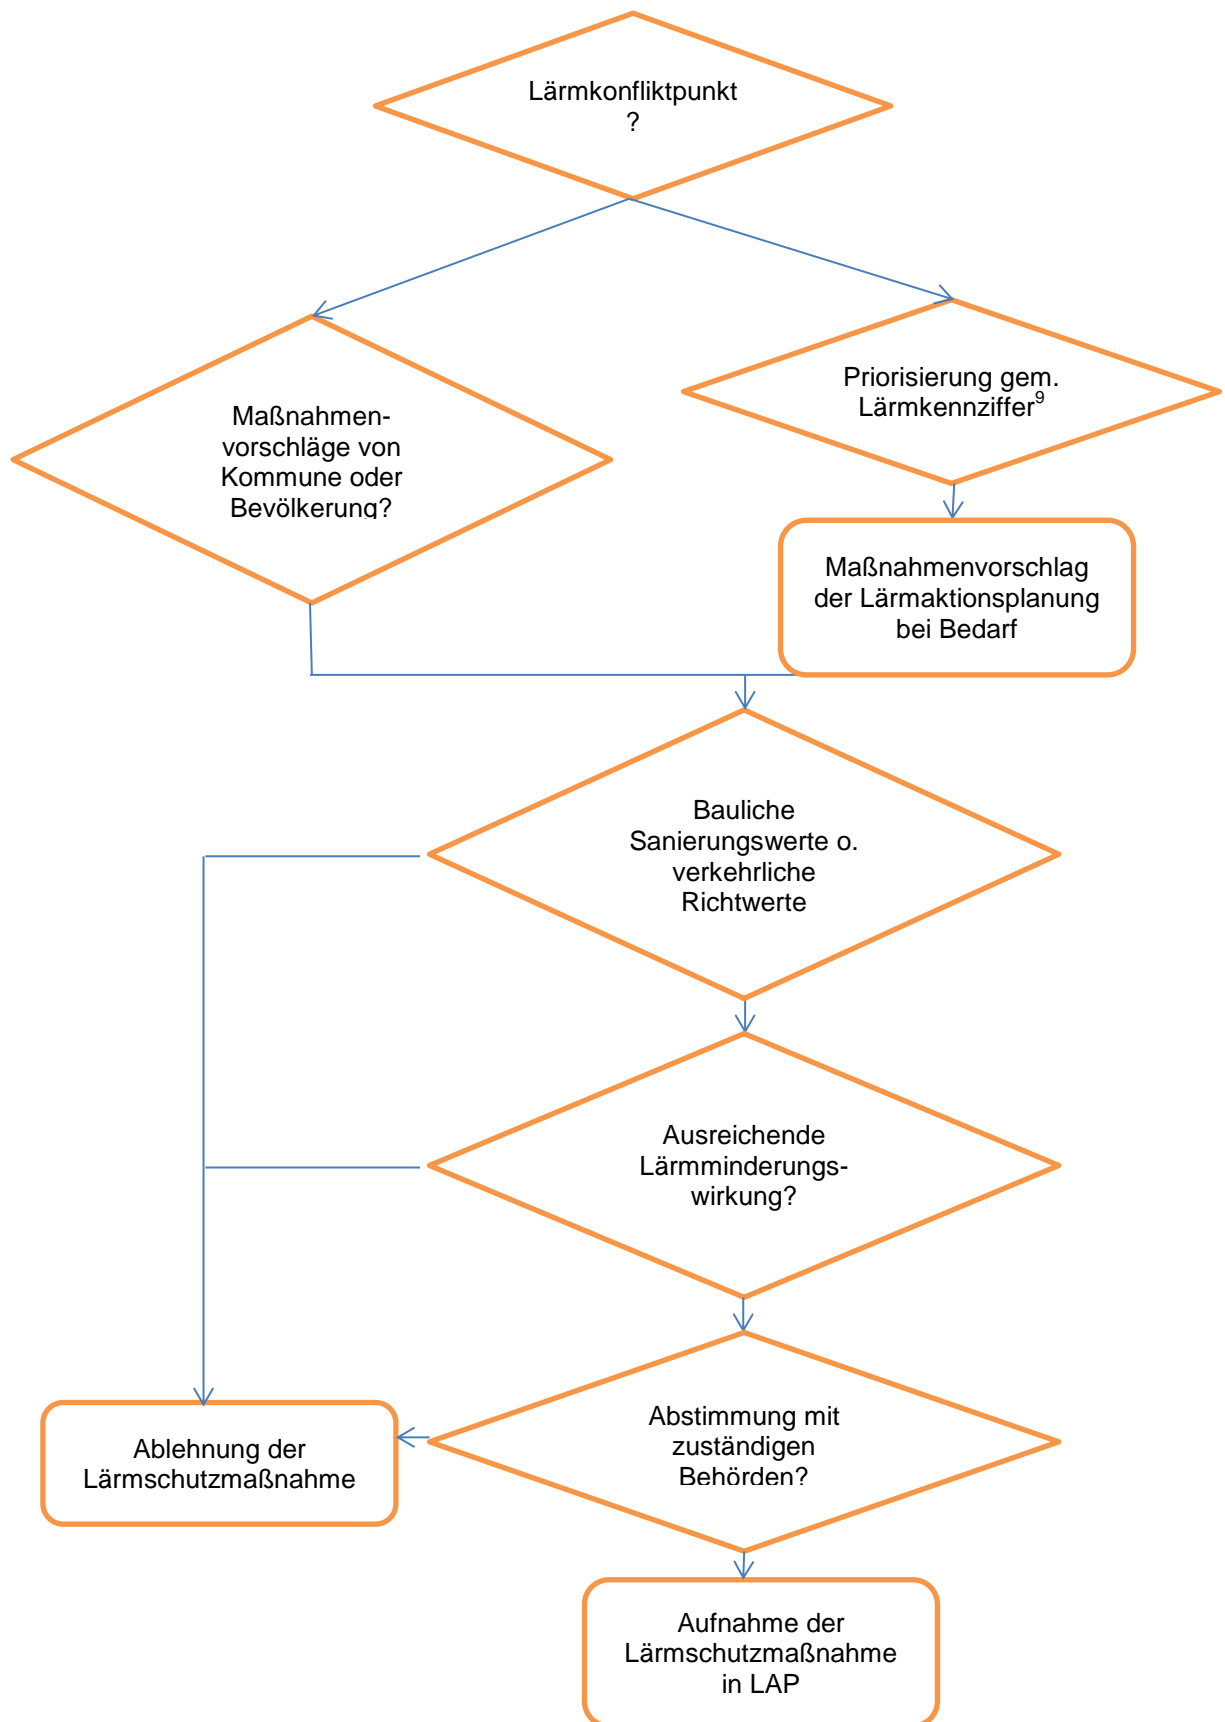 Lärmkonfliktpunkt
?
Maßnahmen-
vorschläge von
Kommune oder
Bevölkerung?
Priorisierung gem.
Lärmkennziffer⁹
Maßnahmenvorschlag
der Lärmaktionsplanung
bei Bedarf
Bauliche
Sanierungswerte o.
verkehrliche
Richtwerte
Ausreichende
Lärmminderungs-
wirkung?
Abstimmung mit
zuständigen
Behörden?
Ablehnung der
Lärmschutzmaßnahme
Aufnahme der
Lärmschutzmaßnahme
in LAP